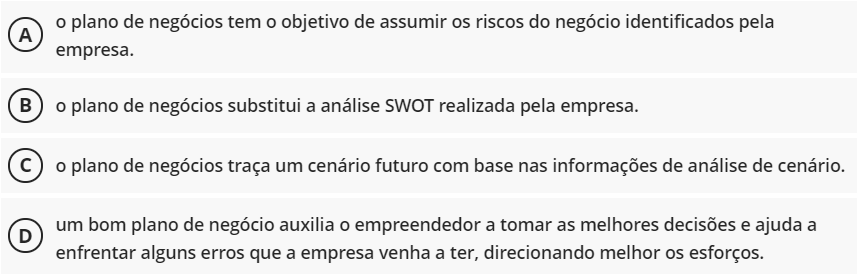 A o plano de negócios tem o objetivo de assumir os riscos do negócio identificados pela
empresa.
B o plano de negócios substitui a análise SWOT realizada pela empresa.
C o plano de negócios traça um cenário futuro com base nas informações de análise de cenário.
D um bom plano de negócio auxilia o empreendedor a tomar as melhores decisões e ajuda a
enfrentar alguns erros que a empresa venha a ter, direcionando melhor os esforços.